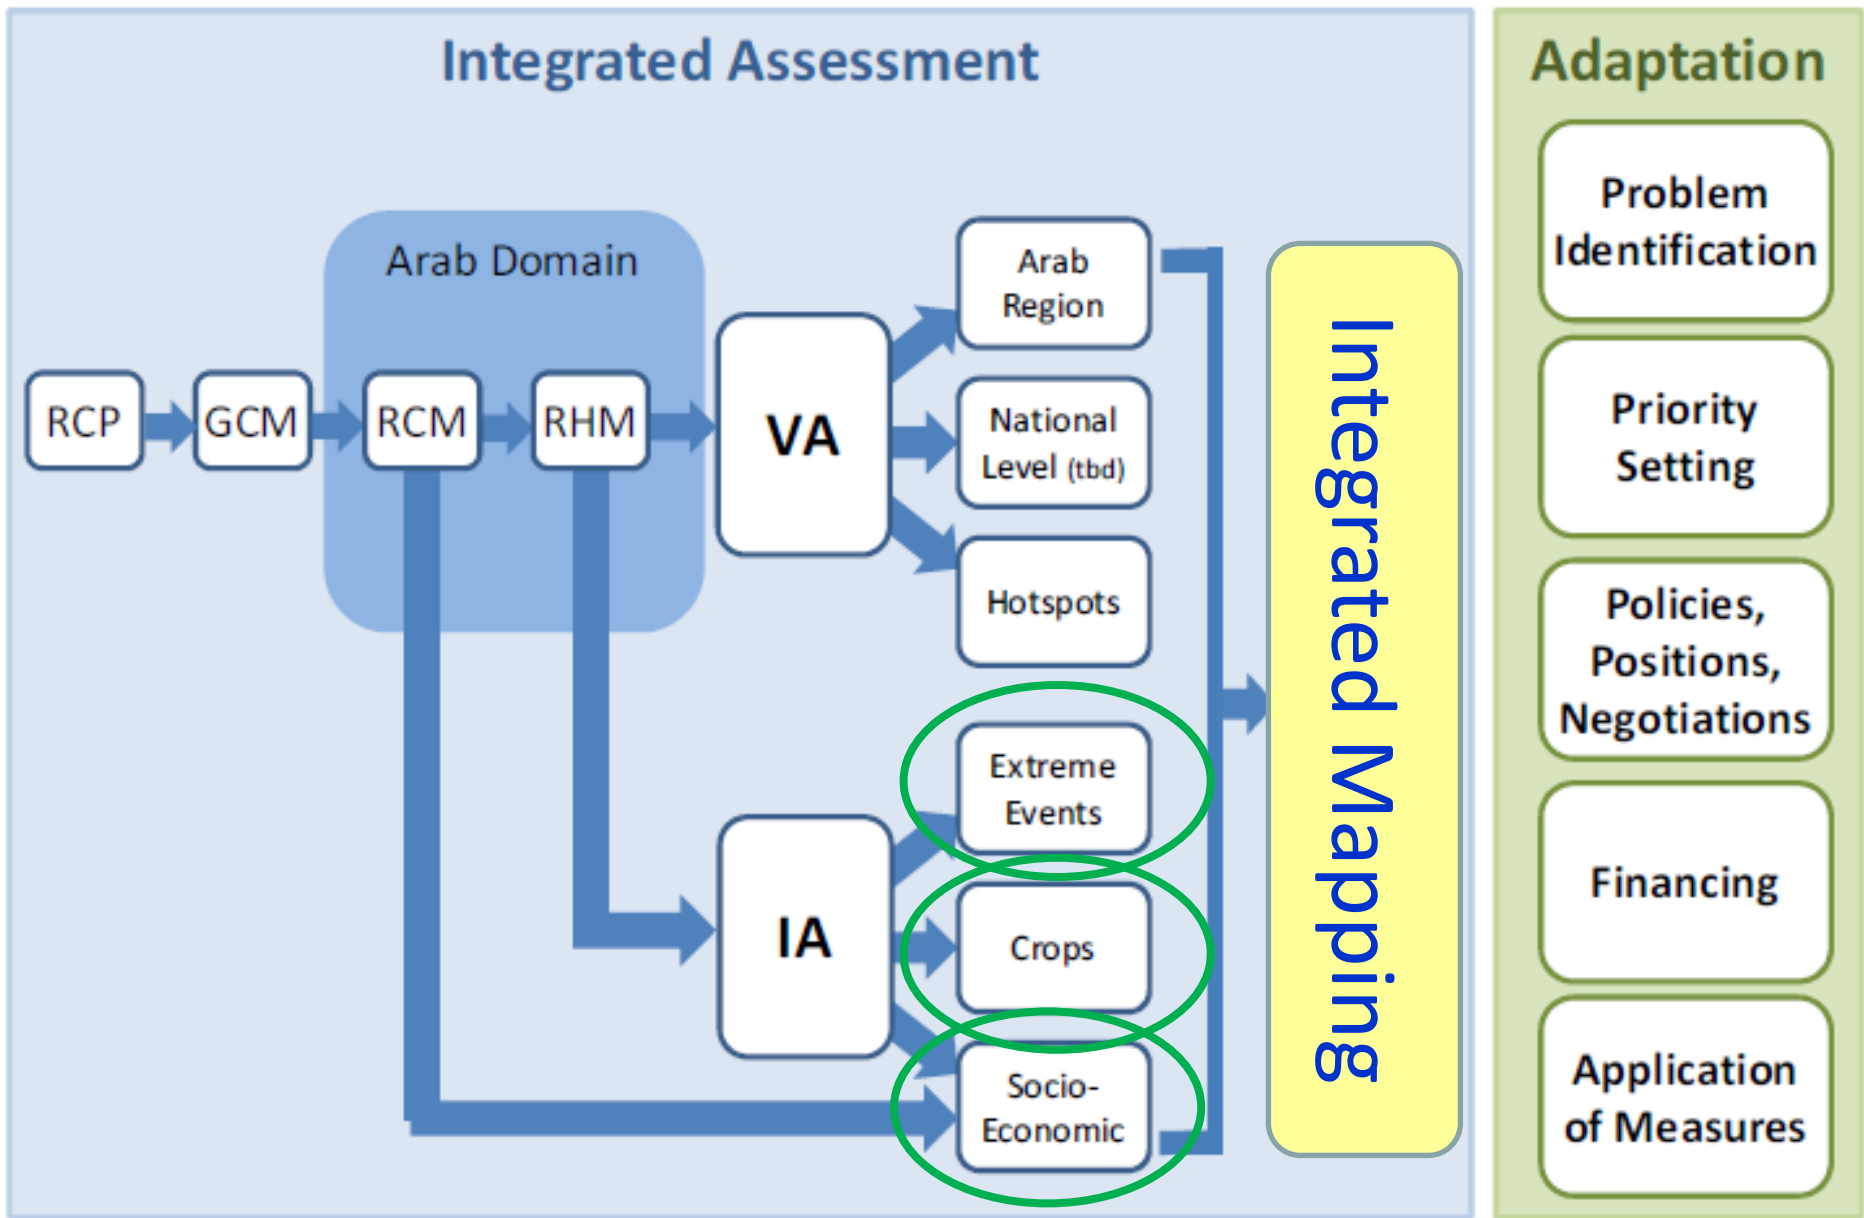 Integrated Assessment
Adaptation
Arab Domain
RCP
GCM
RCM
RHM
VA
Arab
Region
National
Level (tbd)
Hotspots
IA
Extreme
Events
Crops
Socio-
Economic
Integrated Mapping
Problem
Identification
Priority
Setting
Policies,
Positions,
Negotiations
Financing
Application
of Measures